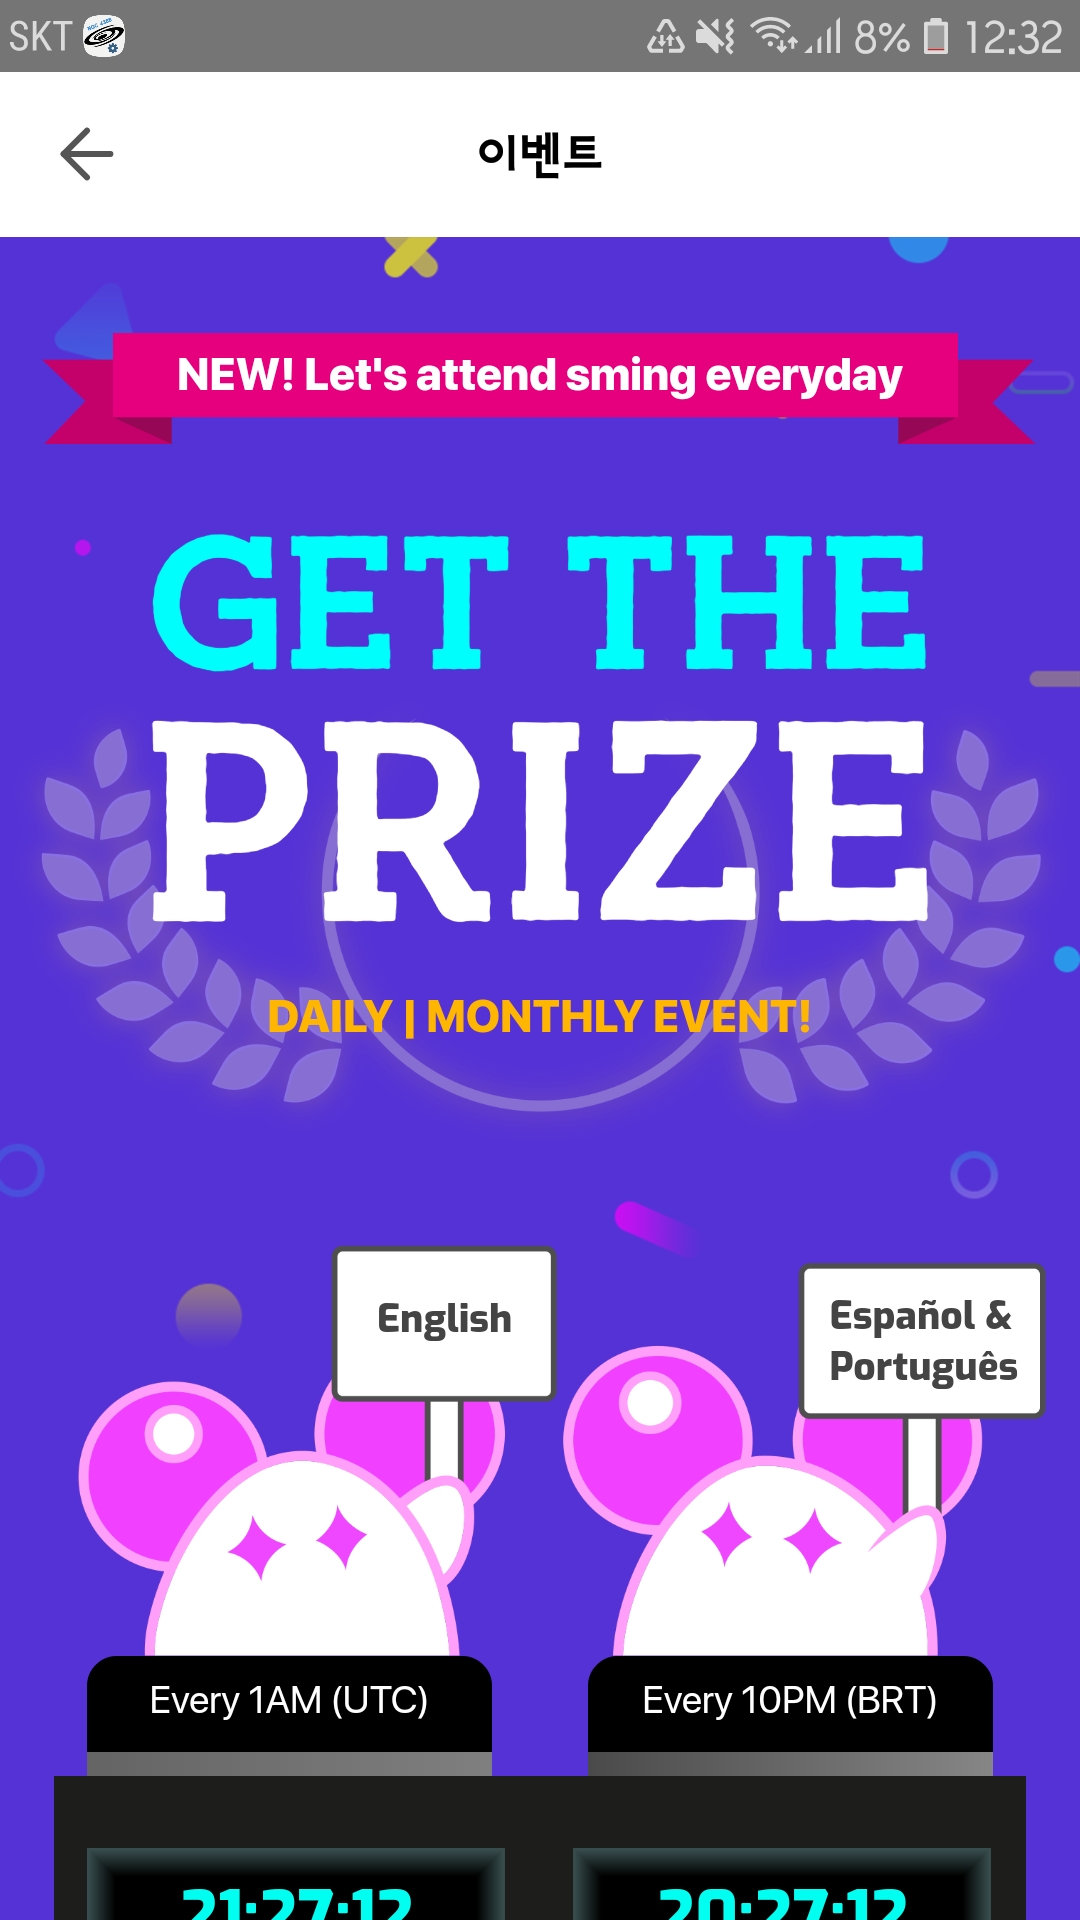 SKT
8% 12:32
이벤트
NEW! Let's attend sming everyday
GET THE
PRIZE
DAILY | MONTHLY EVENT!
English
Español &
Português
Every 1AM (UTC)
Every 10PM (BRT)
21:27:12
20:27:12